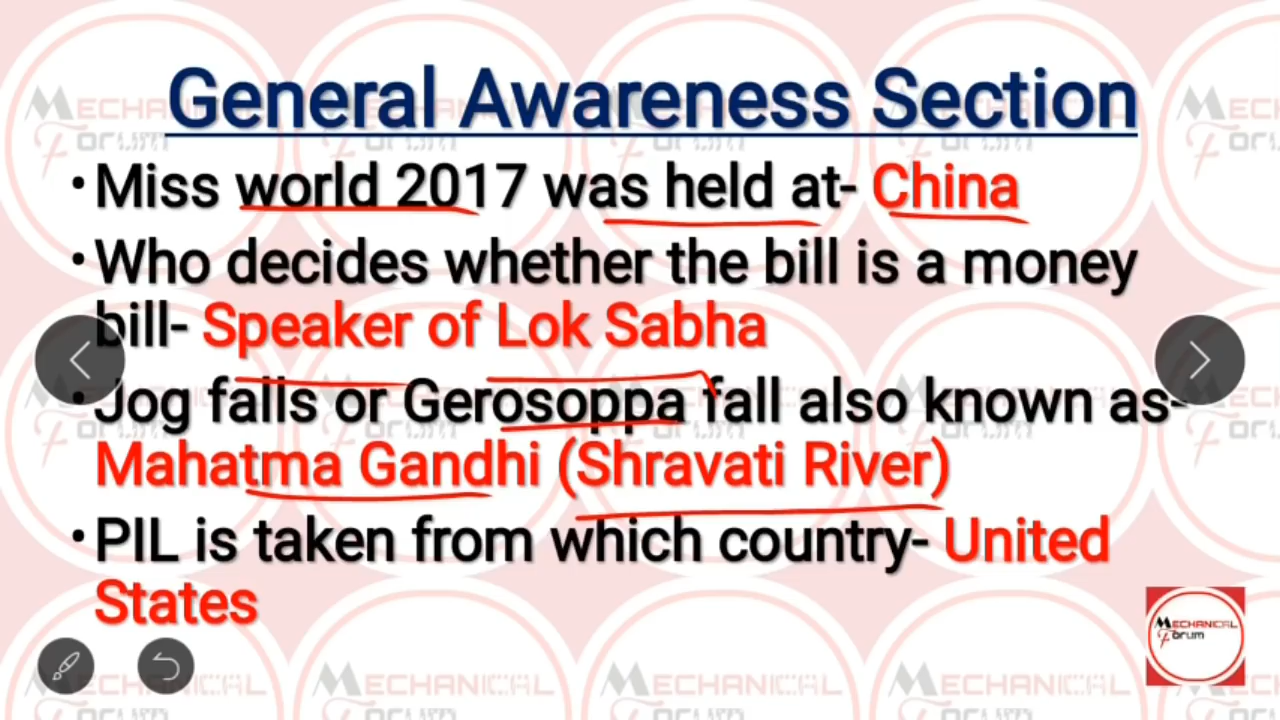 General Awareness Section
• Miss world 2017 was held at- China
• Who decides whether the bill is a money
bill- Speaker of Lok Sabha
• Jog falls or Gerosoppa fall also known as-
Mahatma Gandhi (Shravati River)
• PIL is taken from which country- United
States
MECHANICAL
Forum